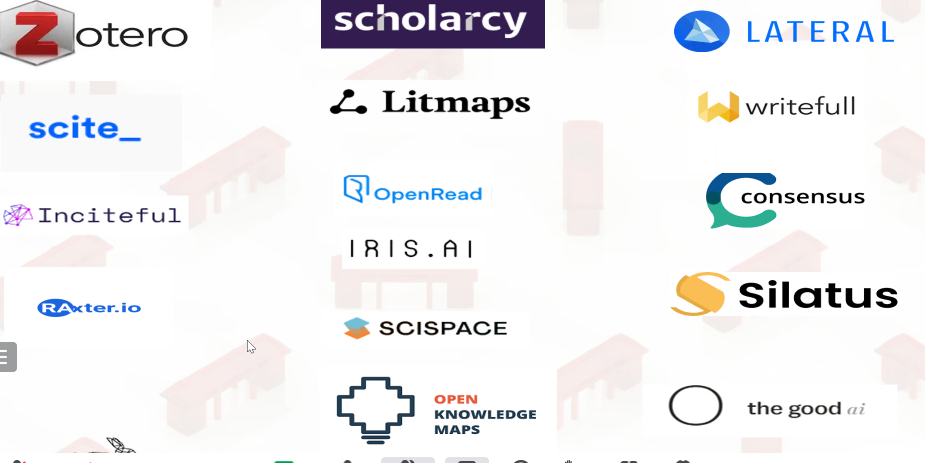 Zotero
scholarcy
LATERAL
scite_
Litmaps
writefull
Inciteful
OpenRead
consensus
IRIS.AI
RAxter.io
Silatus
SCISPACE
OPEN
KNOWLEDGE
MAPS
the good ai